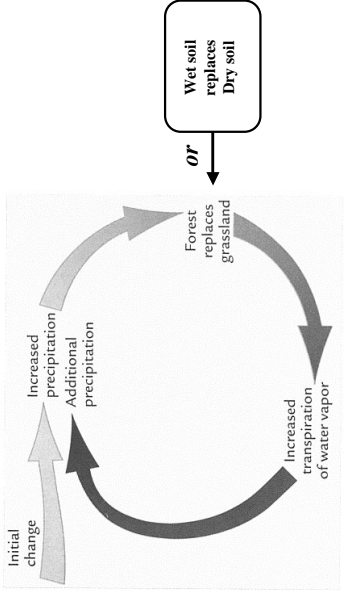 Initial
change
Increased
precipitation
Additional
precipitation
Forest
replaces
grassland
or
Wet soil
replaces
Dry soil
Increased
transpiration
of water vapor